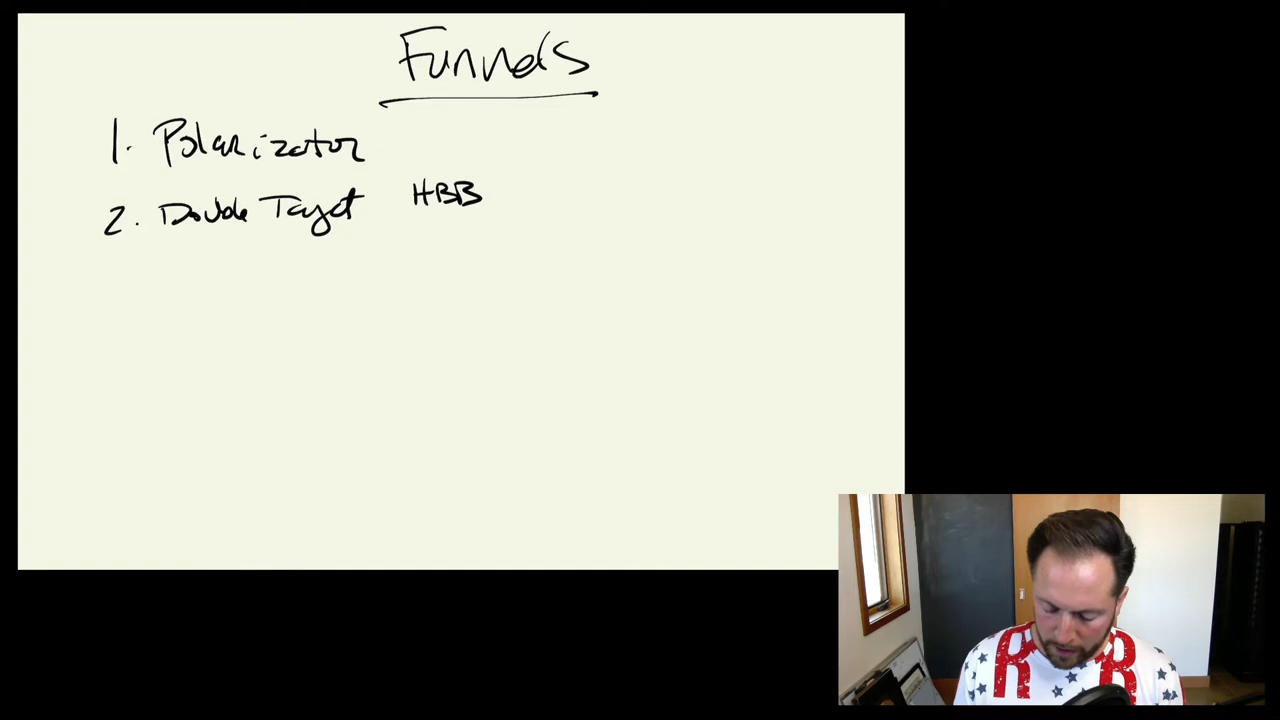 Funnels
1. Polarizator
2. Double Target HBB
R R